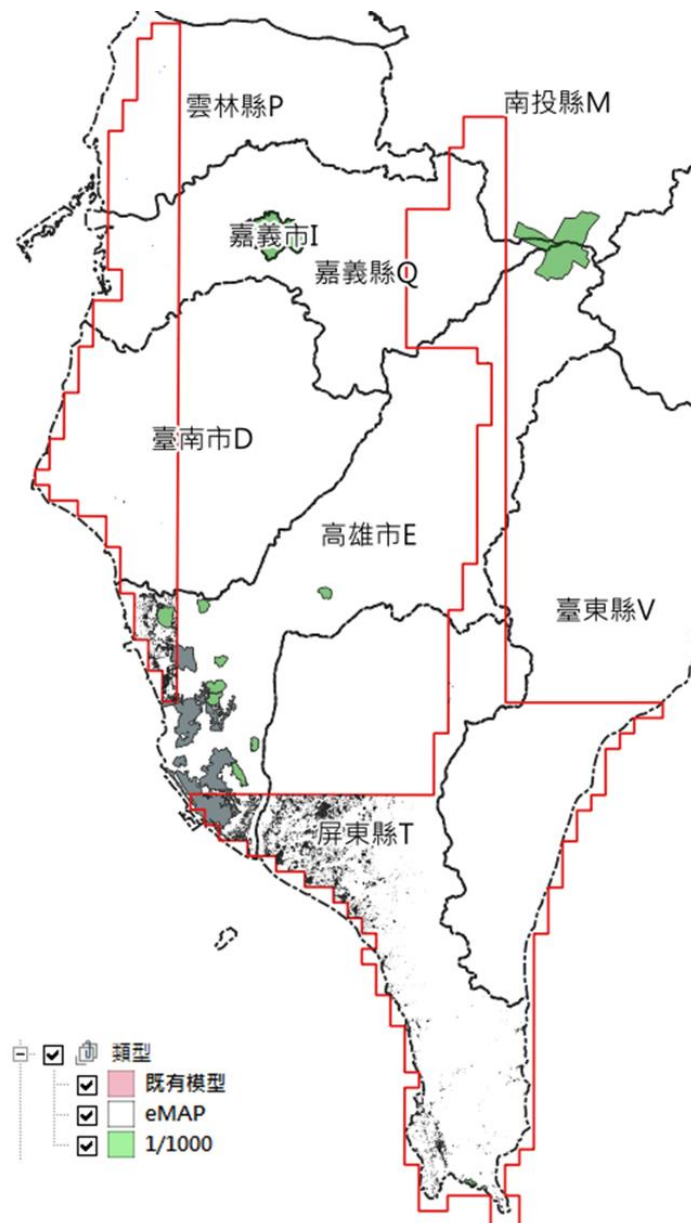 雲林縣P
南投縣M
嘉義市I
嘉義縣Q
臺南市D
高雄市E
臺東縣V
屏東縣T
類型
既有模型
eMAP
1/1000